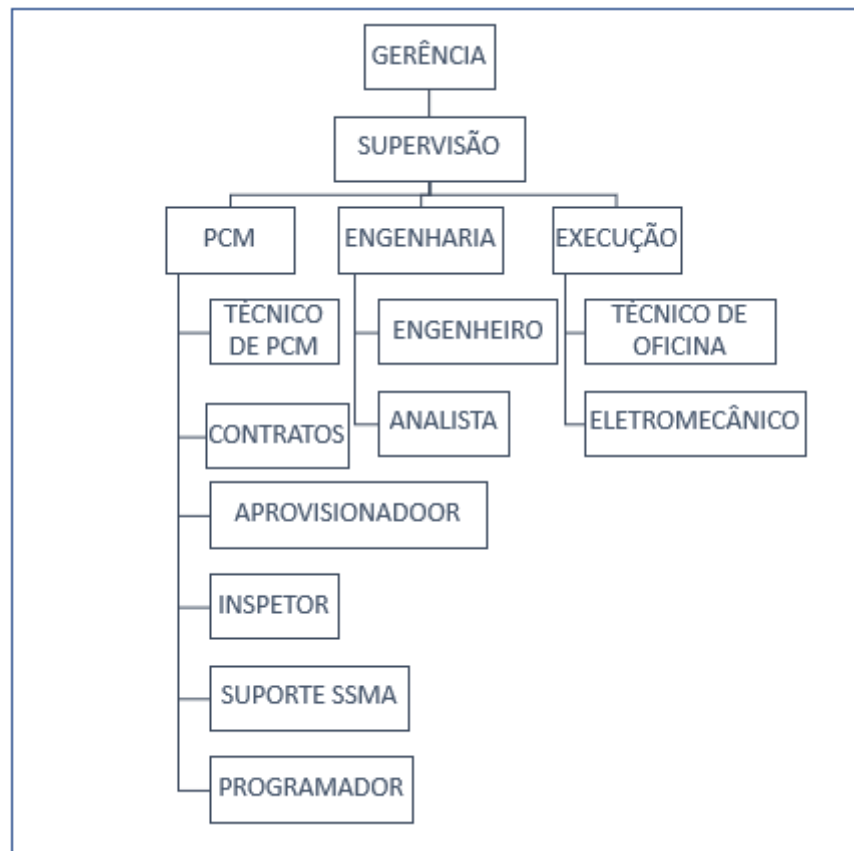 GERÊNCIA
SUPERVISÃO
PCM
ENGENHARIA
EXECUÇÃO
TÉCNICO
DE PCM
ENGENHEIRO
TÉCNICO DE
OFICINA
CONTRATOS
ANALISTA
ELETROMECÂNICO
APROVISIONADOOR
INSPETOR
SUPORTE SSMA
PROGRAMADOR